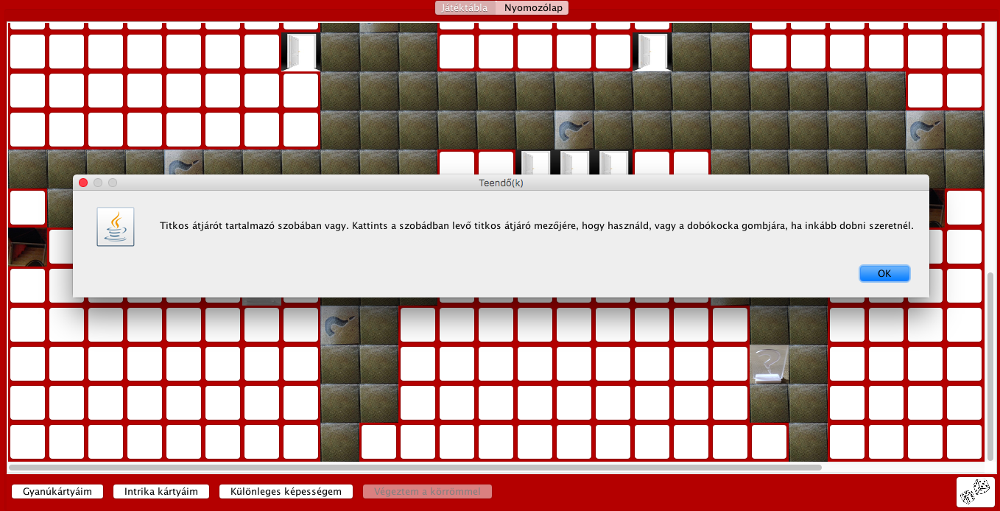 Játéktábla
Nyomozólap
Teendő(k)
Titkos átjárót tartalmazó szobában vagy. Kattints a szobádban levő titkos átjáró mezőjére, hogy használd, vagy a dobókocka gombjára, ha inkább dobni szeretnél.
OK
Gyanúkártyáim
Intrika kártyáim
Különleges képességem
Végeztem a körrömmel